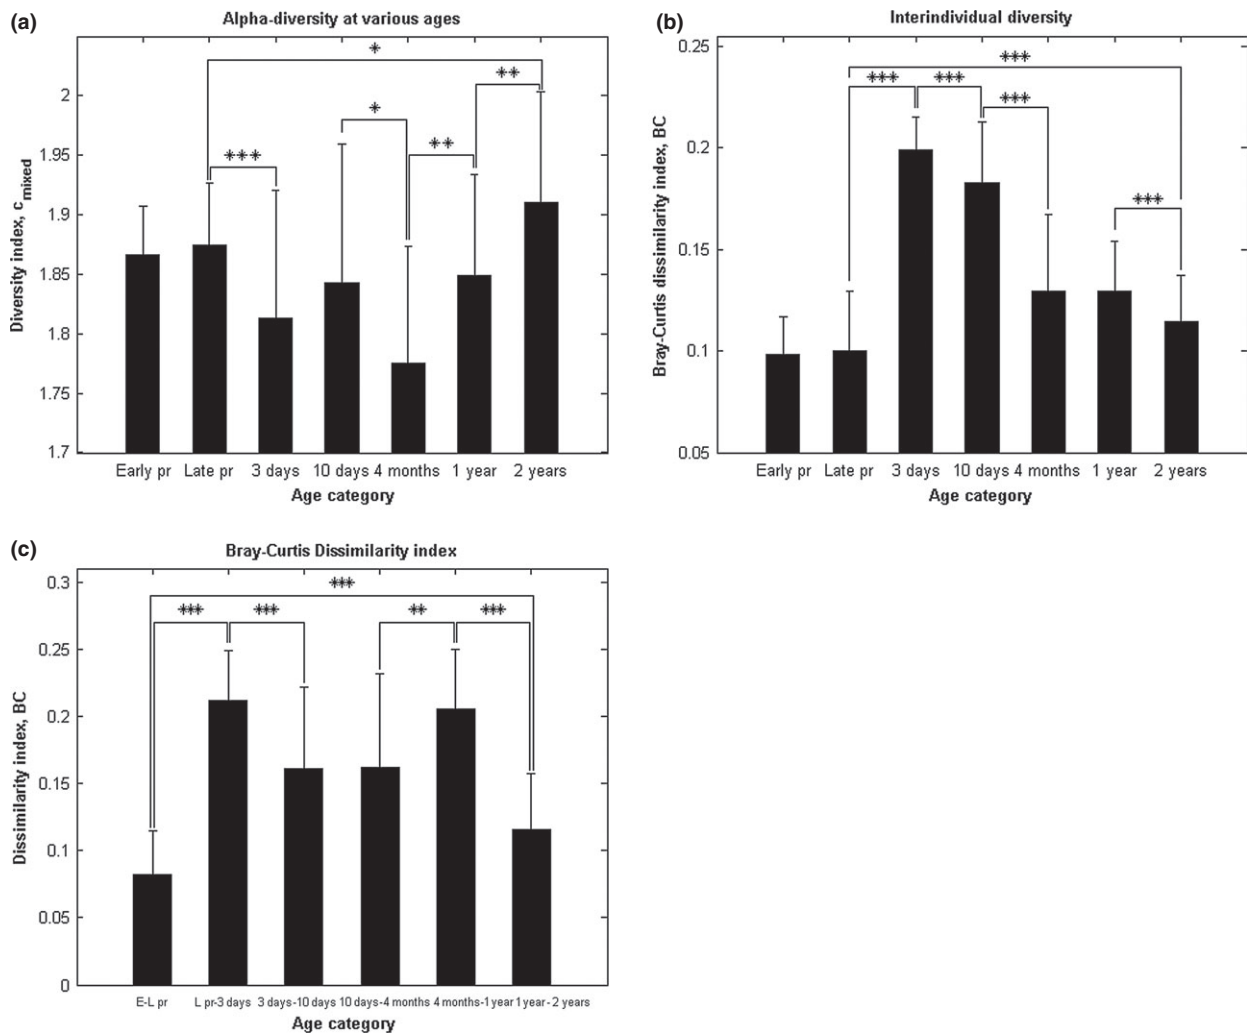 (a)
Alpha-diversity at various ages
Diversity index, c_mixed
2
1.95
1.9
1.85
1.8
1.75
1.7
*
***
*
**
**
Early pr Late pr 3 days 10 days 4 months 1 year 2 years
Age category
(b)
Interindividual diversity
Bray-Curtis dissimilarity index, BC
0.25
0.2
0.15
0.1
0.05
***
*** ***
***
***
Early pr Late pr 3 days 10 days 4 months 1 year 2 years
Age category
(c)
Bray-Curtis Dissimilarity index
Dissimilarity index, BC
0.3
0.25
0.2
0.15
0.1
0.05
0
***
*** *** ** ***
E-L pr L pr-3 days 3 days-10 days 10 days-4 months 4 months-1 year 1 year - 2 years
Age category